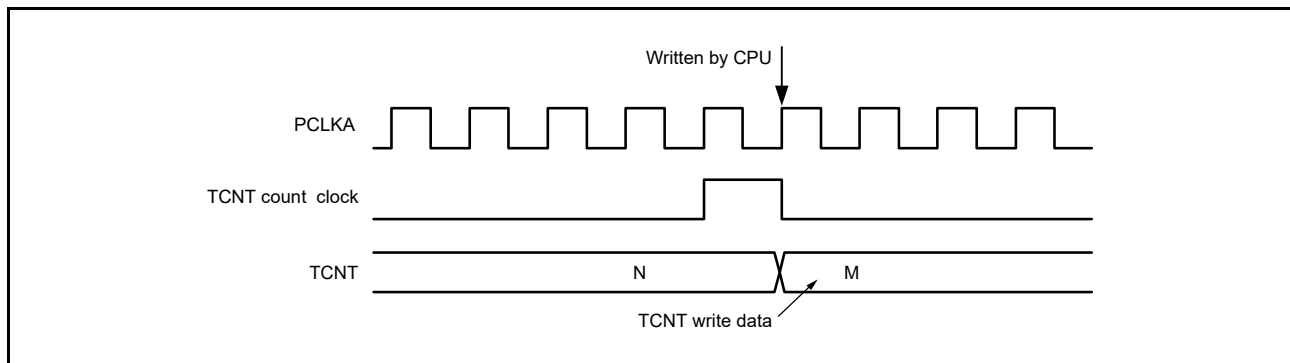 Written by CPU
PCLKA
TCNT count clock
TCNT
N
M
TCNT write data